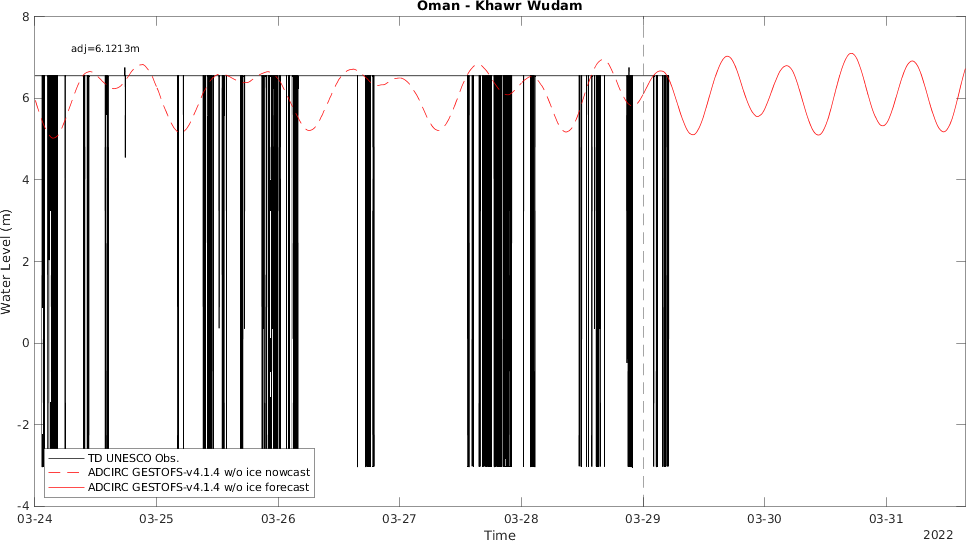 Oman - Khawr Wudam
8
adj=6.1213m
6
4
2
0
-2
-4
Water Level (m)
TD UNESCO Obs.
ADCIRC GESTOFS-v4.1.4 w/o ice nowcast
ADCIRC GESTOFS-v4.1.4 w/o ice forecast
03-24 03-25 03-26 03-27 03-28 03-29 03-30 03-31
Time
2022